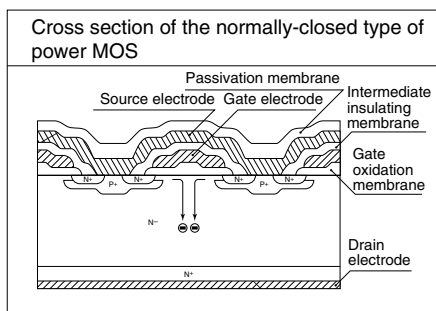 Cross section of the normally-closed type of
power MOS
Passivation membrane
Intermediate
insulating
membrane
Source electrode
Gate electrode
Gate
oxidation
membrane
N+
P+
N+
N+
P+
N+
N−
Drain
electrode
N+